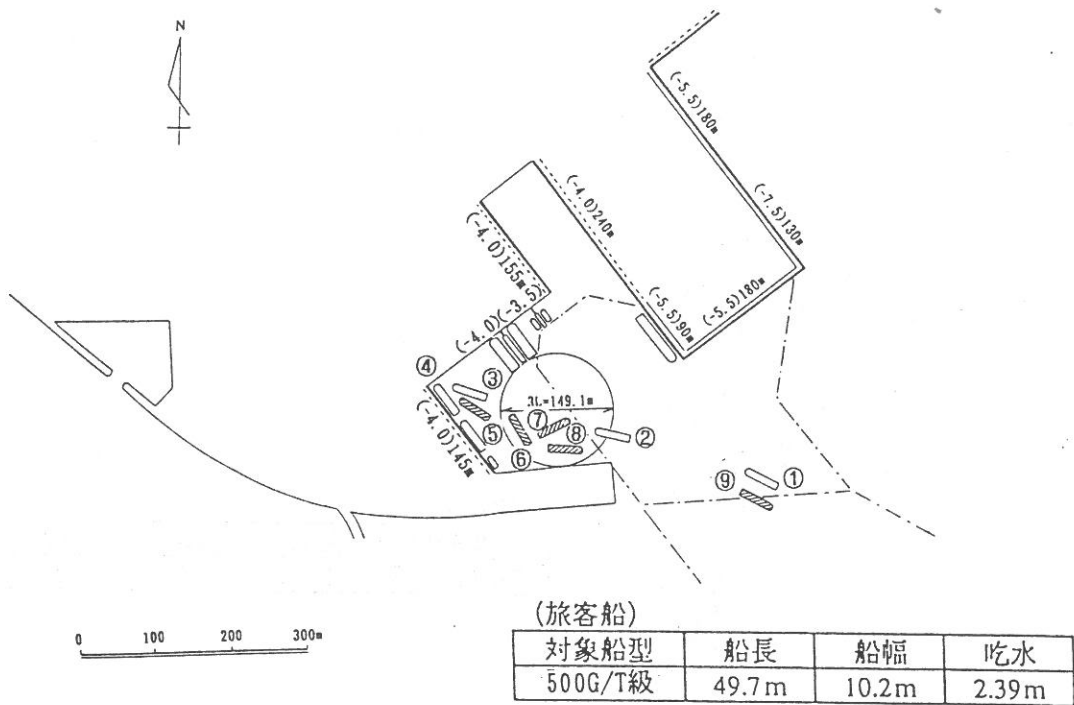 N
(-5.5)180m
(-7.5)130m
(-4.0)240m
(-4.0)155m
(-5.5)90m
(-5.5)180m
(-4.0)(-3.5)
④
③
3L=149.1m
(-4.0)145m
⑤
⑦
⑧
②
⑥
⑨
①
0 100 200 300m
(旅客船)
対象船型 船長 船幅 吃水
500G/T級 49.7m 10.2m 2.39m